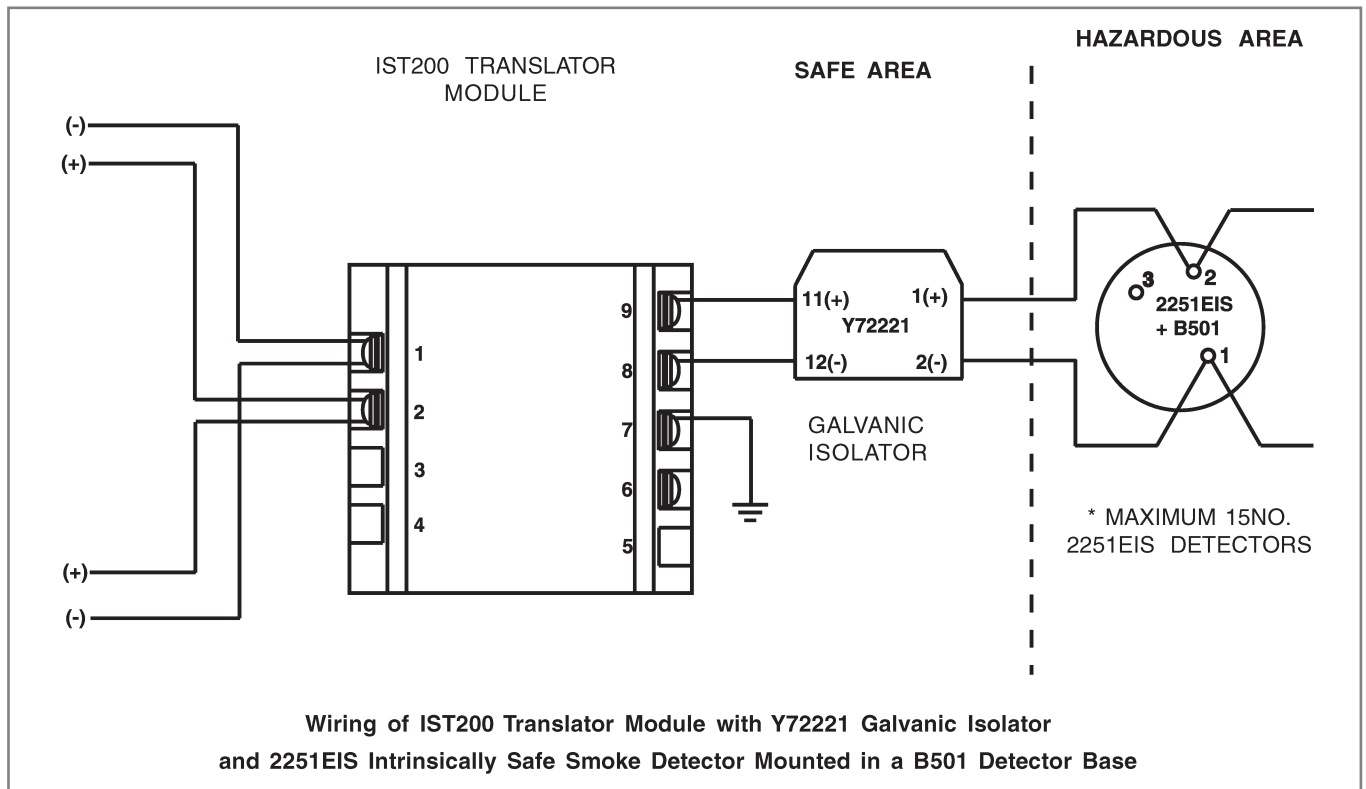 HAZARDOUS AREA
IST200 TRANSLATOR
MODULE
SAFE AREA
(-)
(+)
1
2
3
4
9
8
7
6
5
(+)
(-)
11(+)
1(+)
Y72221
12(-)
2(-)
GALVANIC
ISOLATOR
3
2
2251EIS
+ B501
1
* MAXIMUM 15NO.
2251EIS DETECTORS
Wiring of IST200 Translator Module with Y72221 Galvanic Isolator
and 2251EIS Intrinsically Safe Smoke Detector Mounted in a B501 Detector Base